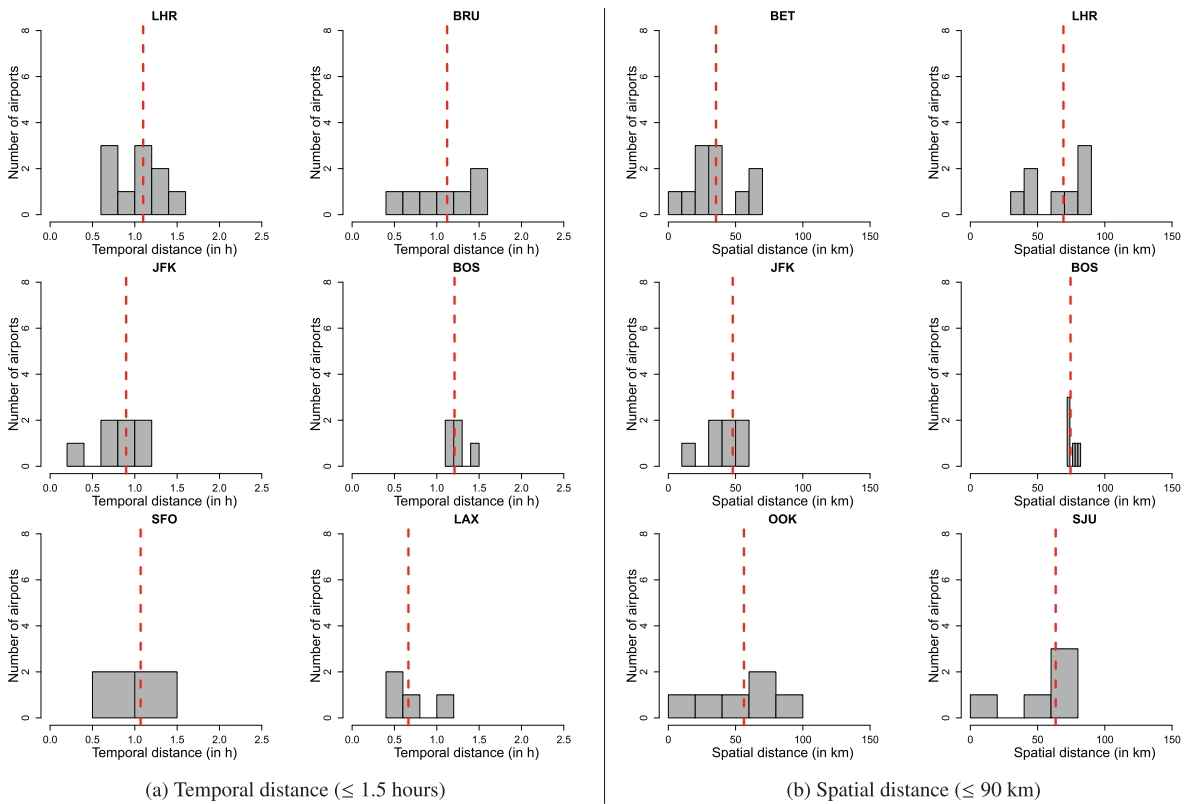 LHR
8
6
4
2
0
Number of airports
0.0 0.5 1.0 1.5 2.0 2.5
Temporal distance (in h)
BRU
8
6
4
2
0
Number of airports
0.0 0.5 1.0 1.5 2.0 2.5
Temporal distance (in h)
JFK
8
6
4
2
0
Number of airports
0.0 0.5 1.0 1.5 2.0 2.5
Temporal distance (in h)
BOS
8
6
4
2
0
Number of airports
0.0 0.5 1.0 1.5 2.0 2.5
Temporal distance (in h)
SFO
8
6
4
2
0
Number of airports
0.0 0.5 1.0 1.5 2.0 2.5
Temporal distance (in h)
LAX
8
6
4
2
0
Number of airports
0.0 0.5 1.0 1.5 2.0 2.5
Temporal distance (in h)
(a) Temporal distance (≤ 1.5 hours)
BET
8
6
4
2
0
Number of airports
0 50 100 150
Spatial distance (in km)
LHR
8
6
4
2
0
Number of airports
0 50 100 150
Spatial distance (in km)
JFK
8
6
4
2
0
Number of airports
0 50 100 150
Spatial distance (in km)
BOS
8
6
4
2
0
Number of airports
0 50 100 150
Spatial distance (in km)
OOK
8
6
4
2
0
Number of airports
0 50 100 150
Spatial distance (in km)
SJU
8
6
4
2
0
Number of airports
0 50 100 150
Spatial distance (in km)
(b) Spatial distance (≤ 90 km)